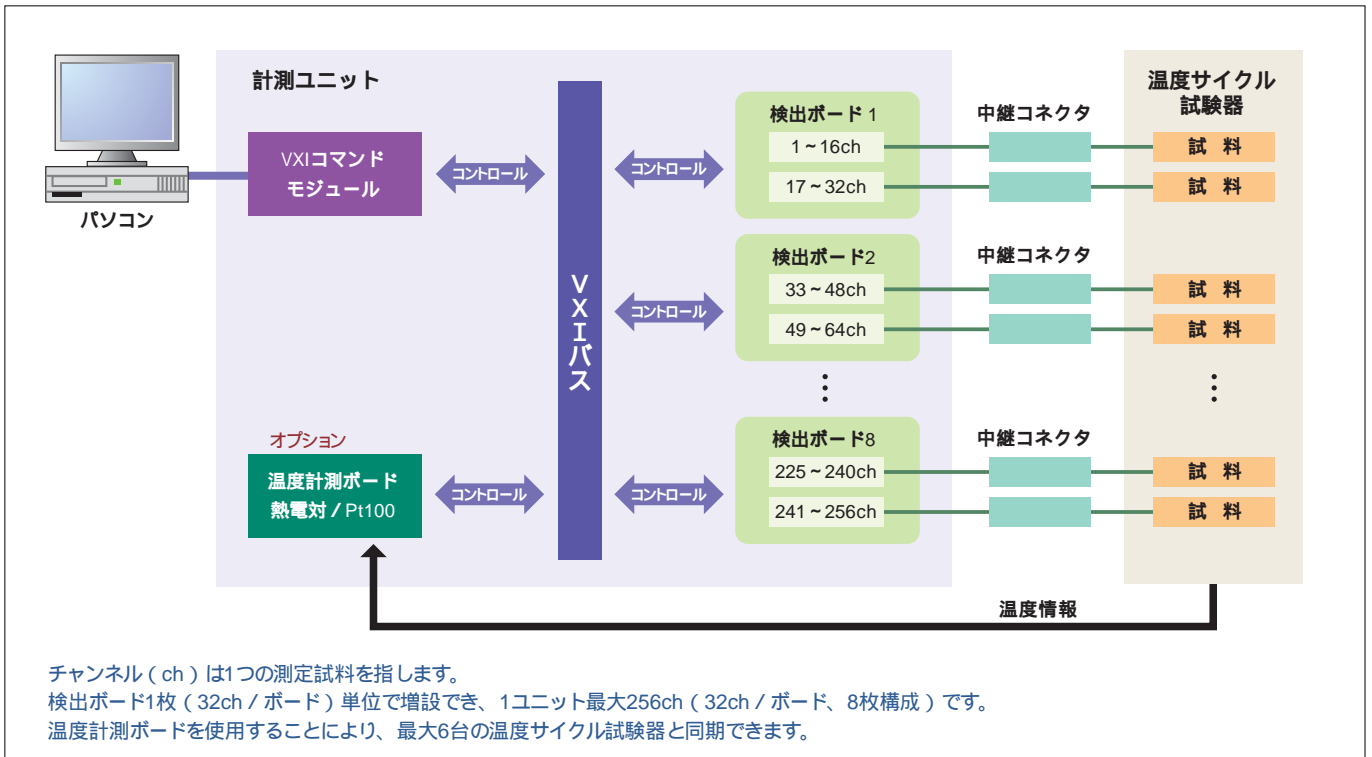 計測ユニット
温度サイクル
試験器
パソコン
VXIコマンド
モジュール
コントロール
VXIバス
コントロール
検出ボード 1
1~16ch
17~32ch
中継コネクタ
試 料
試 料
コントロール
検出ボード2
33~48ch
49~64ch
中継コネクタ
試 料
試 料
オプション
温度計測ボード
熱電対/Pt100
コントロール
コントロール
検出ボード8
225~240ch
241~256ch
中継コネクタ
試 料
試 料
温度情報
チャンネル(ch)は1つの測定試料を指します。
検出ボード1枚(32ch/ボード)単位で増設でき、1ユニット最大256ch(32ch/ボード、8枚構成)です。
温度計測ボードを使用することにより、最大6台の温度サイクル試験器と同期できます。